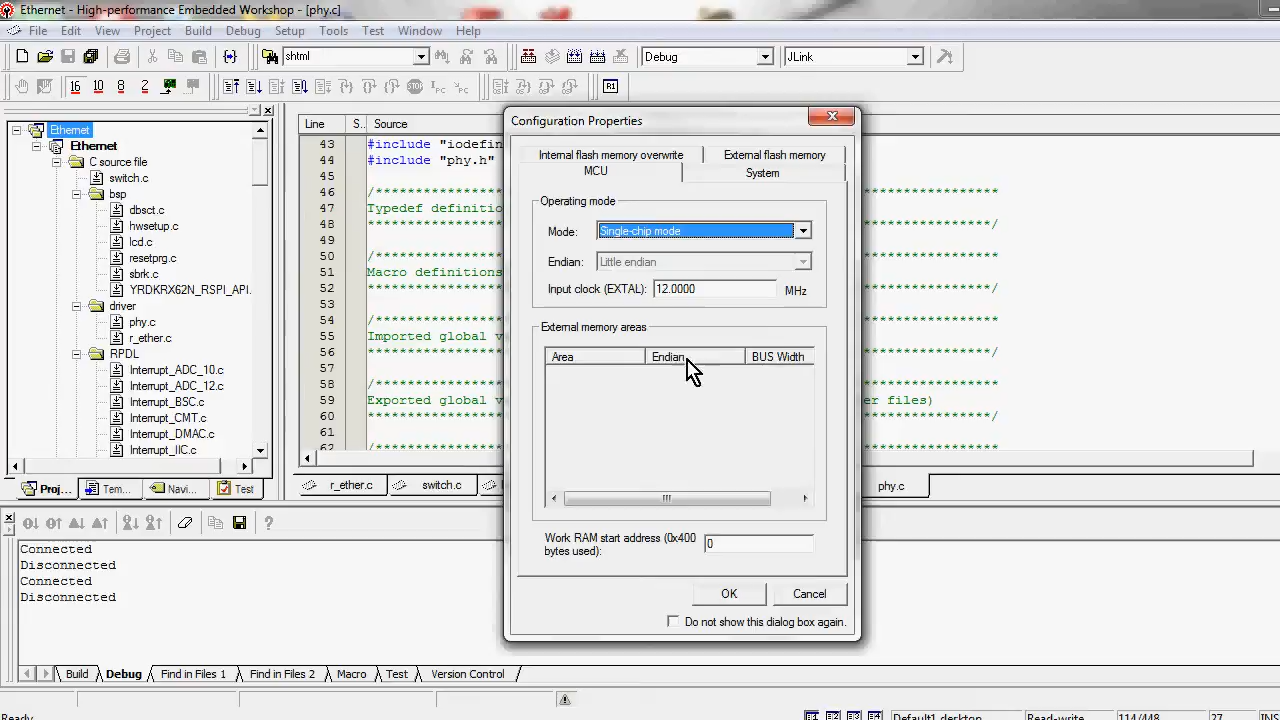 Ethernet - High-performance Embedded Workshop - [phy.c]
File Edit View Project Build Debug Setup Tools Test Window Help
shtml Debug JLink
16 10 8 2
R1
Ethernet
Ethernet
C source file
switch.c
bsp
dbsct.c
hwsetup.c
lcd.c
resetprg.c
sbrk.c
YRDKRX62N_RSPI_API.
driver
phy.c
r_ether.c
RPDL
Interrupt_ADC_10.c
Interrupt_ADC_12.c
Interrupt_BSC.c
Interrupt_CMT.c
Interrupt_DMAC.c
Interrupt_IIC.c
Proj... Tem... Navi... Test
Line S.. Source
43 #include "iodefin
44 #include "phy.h"
45
46 /****************
47 Typedef definitio
48 *****************
49
50 /****************
51 Macro definitions
52 *****************
53
54 /****************
55 Imported global v
56 *****************
57
58 /****************
59 Exported global v er files)
60 *****************
61
62 /****************
r_ether.c switch.c phy.c
Configuration Properties
Internal flash memory overwrite External flash memory
MCU System
Operating mode
Mode: Single-chip mode
Endian: Little endian
Input clock (EXTAL): 12.0000 MHz
External memory areas
Area Endian BUS Width
Work RAM start address (0x400
bytes used): 0
OK Cancel
Do not show this dialog box again.
Connected
Disconnected
Connected
Disconnected
Build Debug Find in Files 1 Find in Files 2 Macro Test Version Control
Ready Default1 desktop Read-write 114/448 27